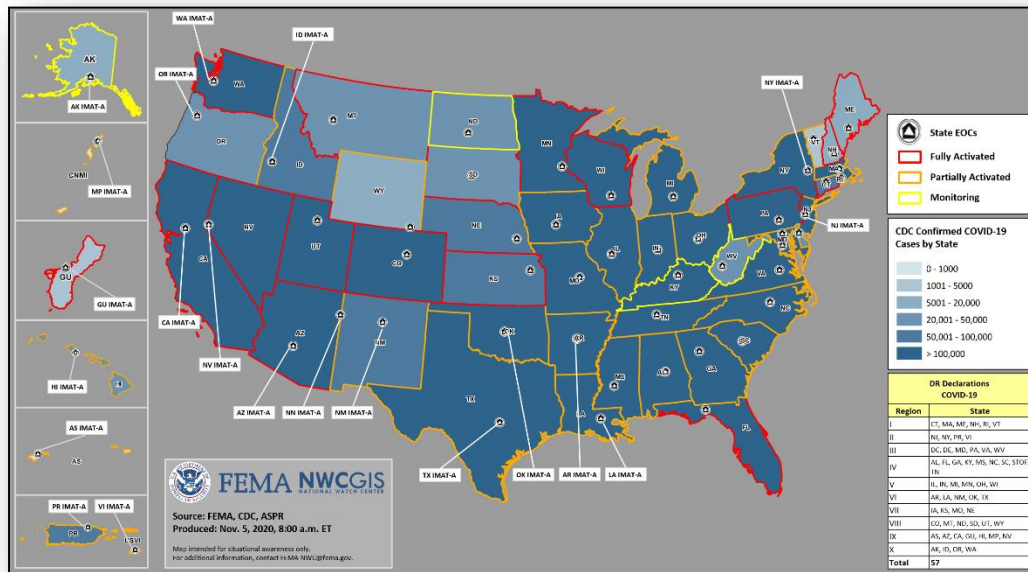 WA IMAT-A
ID IMAT-A
OR IMAT-A
NY IMAT-A
AK
AK IMAT-A
CNMI
MP IMAT-A
GU
GU IMAT-A
HI
HI IMAT-A
AS IMAT-A
AS
PR IMAT-A
VI IMAT-A
PR
USVI
WA
OR
ID
MT
ND
SD
WY
NE
NV
UT
CO
KS
CA
AZ
NM
TX
OK
MN
WI
IA
MO
AR
LA
MI
IL
IN
OH
KY
WV
TN
MS
AL
GA
FL
SC
NC
VA
PA
NY
VT
NH
ME
MA
RI
CT
NJ
CA IMAT-A
NV IMAT-A
AZ IMAT-A
NN IMAT-A
NM IMAT-A
TX IMAT-A
OK IMAT-A
AR IMAT-A
LA IMAT-A
NJ IMAT-A
State EOCs
Fully Activated
Partially Activated
Monitoring
CDC Confirmed COVID-19
Cases by State
0 - 1000
1001 - 5000
5001 - 20,000
20,001 - 50,000
50,001 - 100,000
> 100,000
DR Declarations
COVID-19
Region State
I CT, MA, ME, NH, RI, VT
II NJ, NY, PR, VI
III DC, DE, MD, PA, VA, WV
IV AL, FL, GA, KY, MS, NC, SC, STOF,
TN
V IL, IN, MI, MN, OH, WI
VI AR, LA, NM, OK, TX
VII IA, KS, MO, NE
VIII CO, MT, ND, SD, UT, WY
IX AS, AZ, CA, GU, HI, MP, NV
X AK, ID, OR, WA
Total 57
FEMA NWCGIS
NATIONAL WATCH CENTER
Source: FEMA, CDC, ASPR
Produced: Nov. 5, 2020, 8:00 a.m. ET
Map intended for situational awareness only.
For additional information, contact FEMA-NWC@fema.gov.